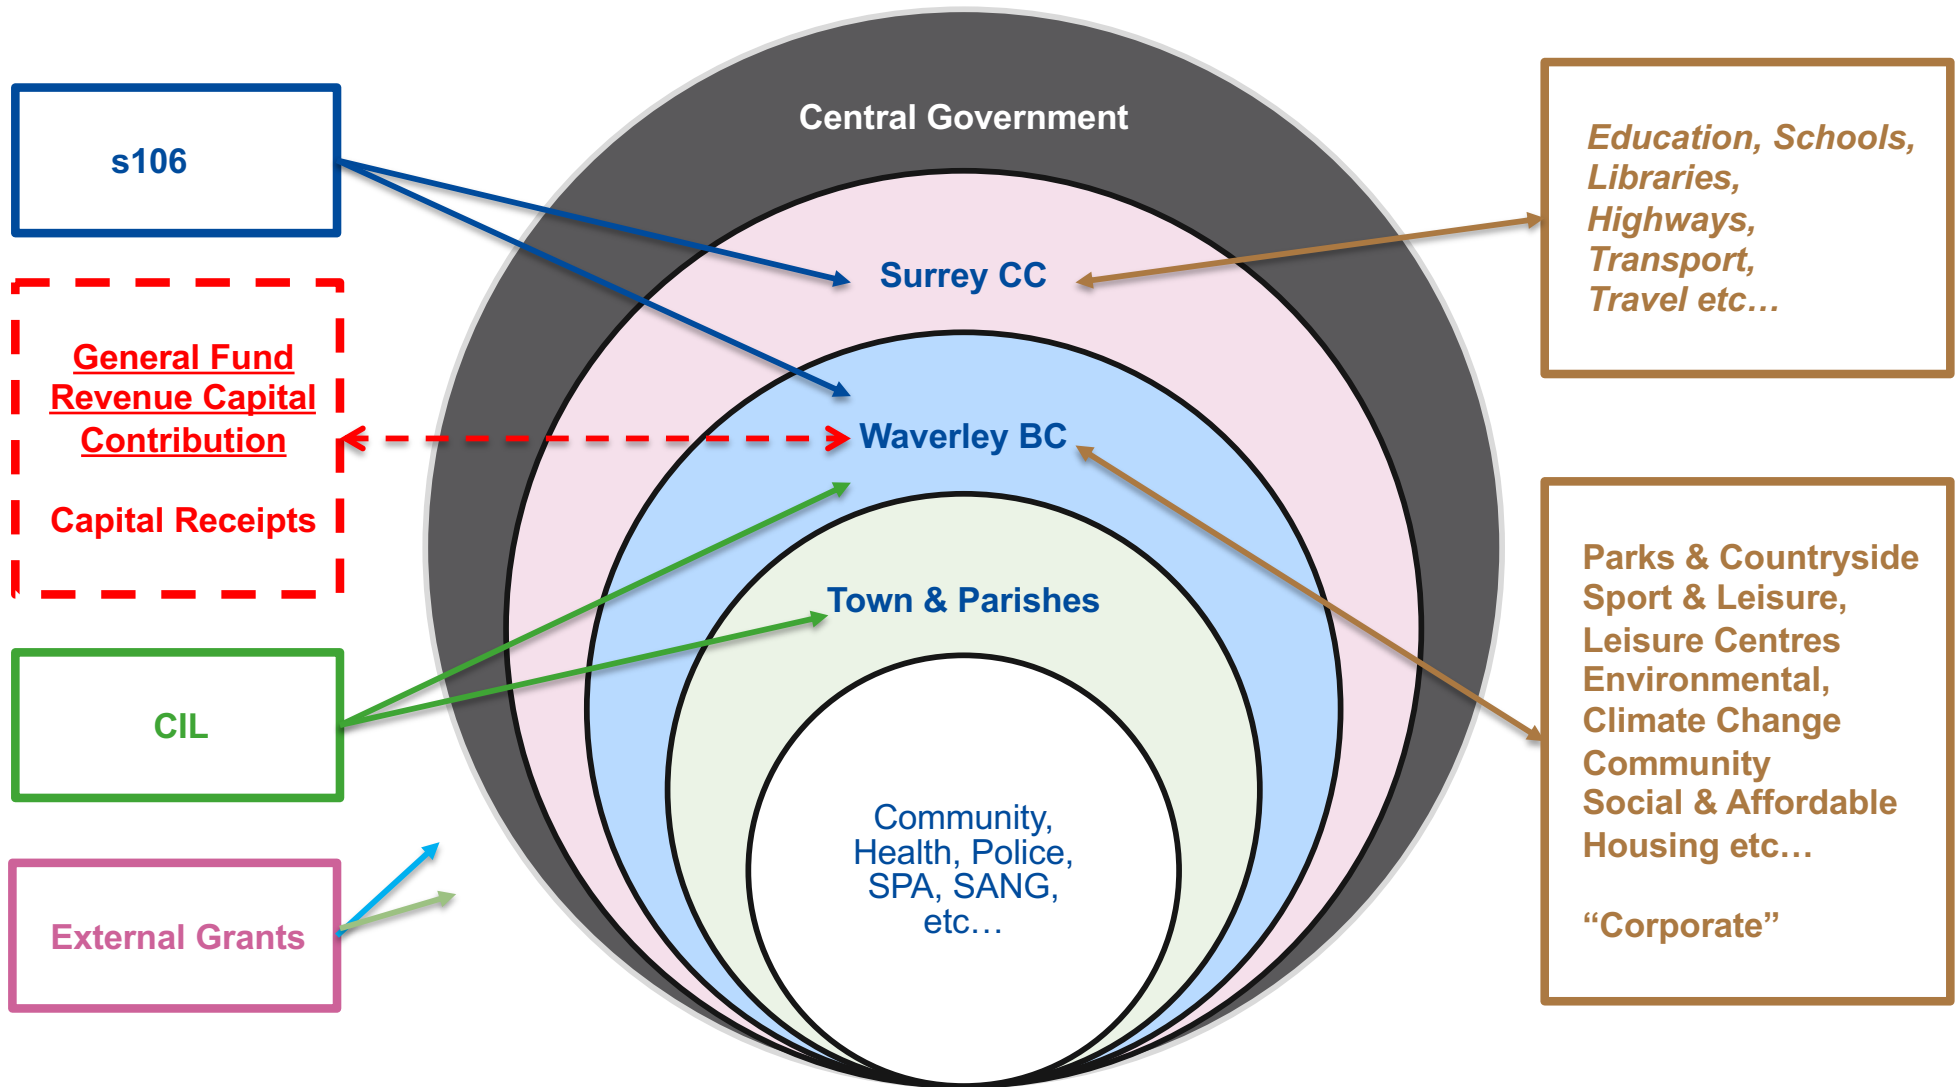 s106
General Fund
Revenue Capital
Contribution
Capital Receipts
CIL
External Grants
Central Government
Surrey CC
Waverley BC
Town & Parishes
Community,
Health, Police,
SPA, SANG,
etc…
Education, Schools,
Libraries,
Highways,
Transport,
Travel etc…
Parks & Countryside
Sport & Leisure,
Leisure Centres
Environmental,
Climate Change
Community
Social & Affordable
Housing etc…
“Corporate”